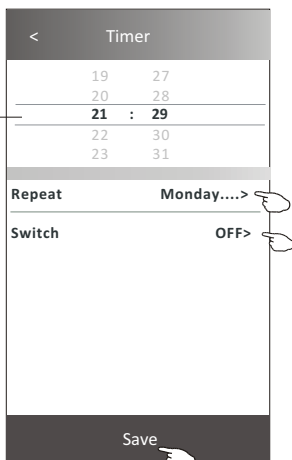 < Timer
19 27
20 28
21 : 29
22 30
23 31
Repeat Monday....>
Switch OFF>
Save